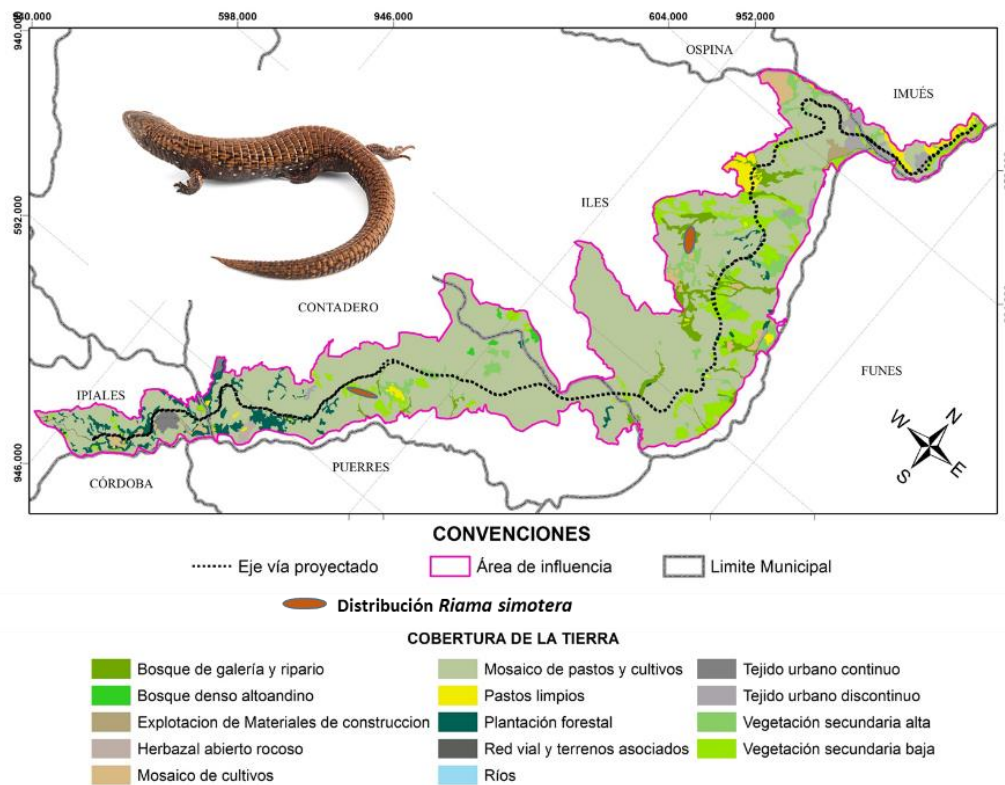 940.000
598.000
946.000
604.000
952.000
940.000
OSPINA
IMUÉS
592.000
ILES
CONTADERO
FUNES
IPIALES
946.000
CÓRDOBA
PUERRES
W
N
S
E
CONVENCIONES
Eje vía proyectado
Área de influencia
Limite Municipal
Distribución Riama simotera
COBERTURA DE LA TIERRA
Bosque de galería y ripario
Mosaico de pastos y cultivos
Tejido urbano continuo
Bosque denso altoandino
Pastos limpios
Tejido urbano discontinuo
Explotacion de Materiales de construccion
Plantación forestal
Vegetación secundaria alta
Herbazal abierto rocoso
Red vial y terrenos asociados
Vegetación secundaria baja
Mosaico de cultivos
Ríos